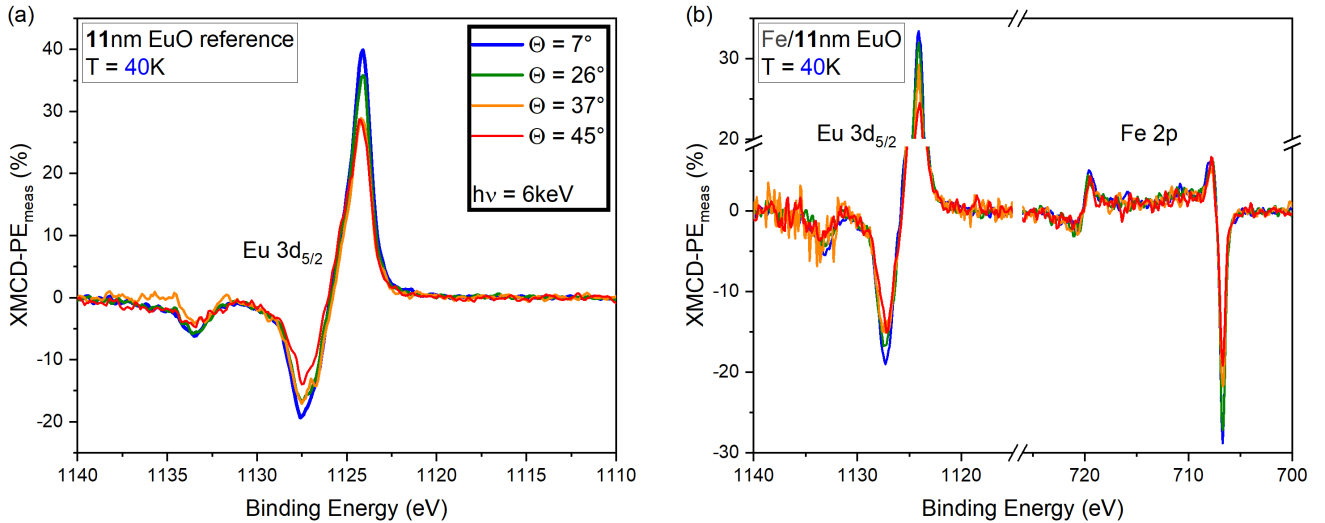 (a)
11nm EuO reference
T = 40K
Θ = 7°
Θ = 26°
Θ = 37°
Θ = 45°
hν = 6keV
Eu 3d5/2
XMCD-PEmeas (%)
40
30
20
10
0
-10
-20
1140
1135
1130
1125
1120
1115
1110
Binding Energy (eV)
(b)
Fe/11nm EuO
T = 40K
Eu 3d5/2
Fe 2p
XMCD-PEmeas (%)
30
20
0
-10
-20
-30
1140
1130
1120
720
710
700
Binding Energy (eV)